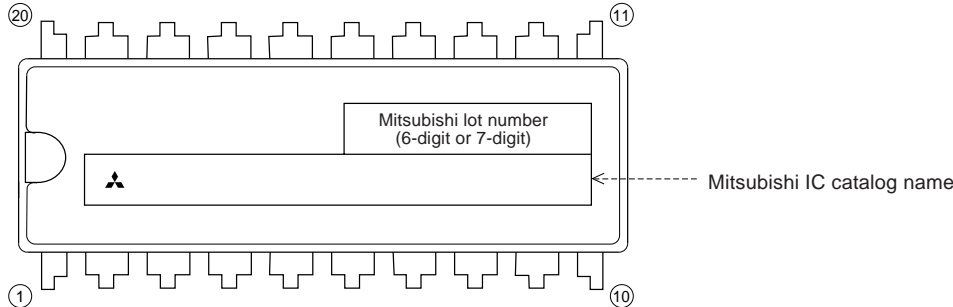 ⑳ ⑪
Mitsubishi lot number
(6-digit or 7-digit)
Mitsubishi IC catalog name
① ⑩